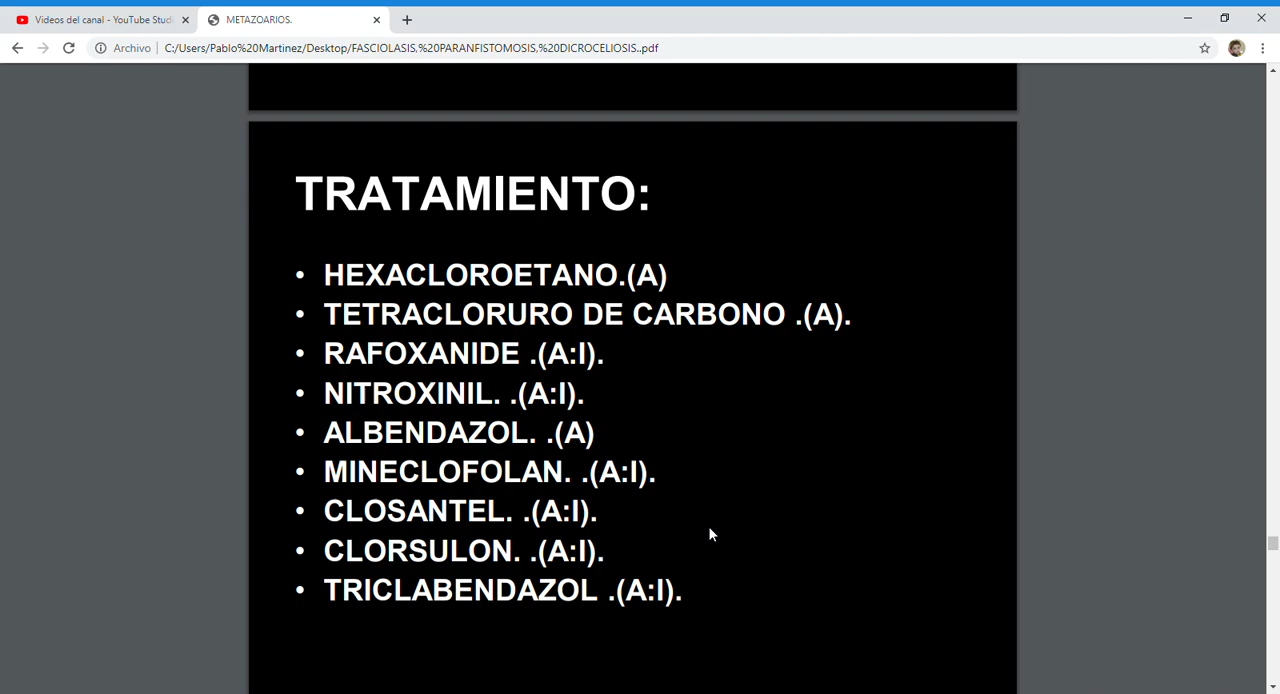 Videos del canal - YouTube Stud
METAZOARIOS.
Archivo
C:/Users/Pablo%20Martinez/Desktop/FASCIOLASIS,%20PARANFISTOMOSIS,%20DICROCELIOSIS..pdf
TRATAMIENTO:
• HEXACLOROETANO.(A)
• TETRACLORURO DE CARBONO .(A).
• RAFOXANIDE .(A:I).
• NITROXINIL. .(A:I).
• ALBENDAZOL. .(A)
• MINECLOFOLAN. .(A:I).
• CLOSANTEL. .(A:I).
• CLORSULON. .(A:I).
• TRICLABENDAZOL .(A:I).